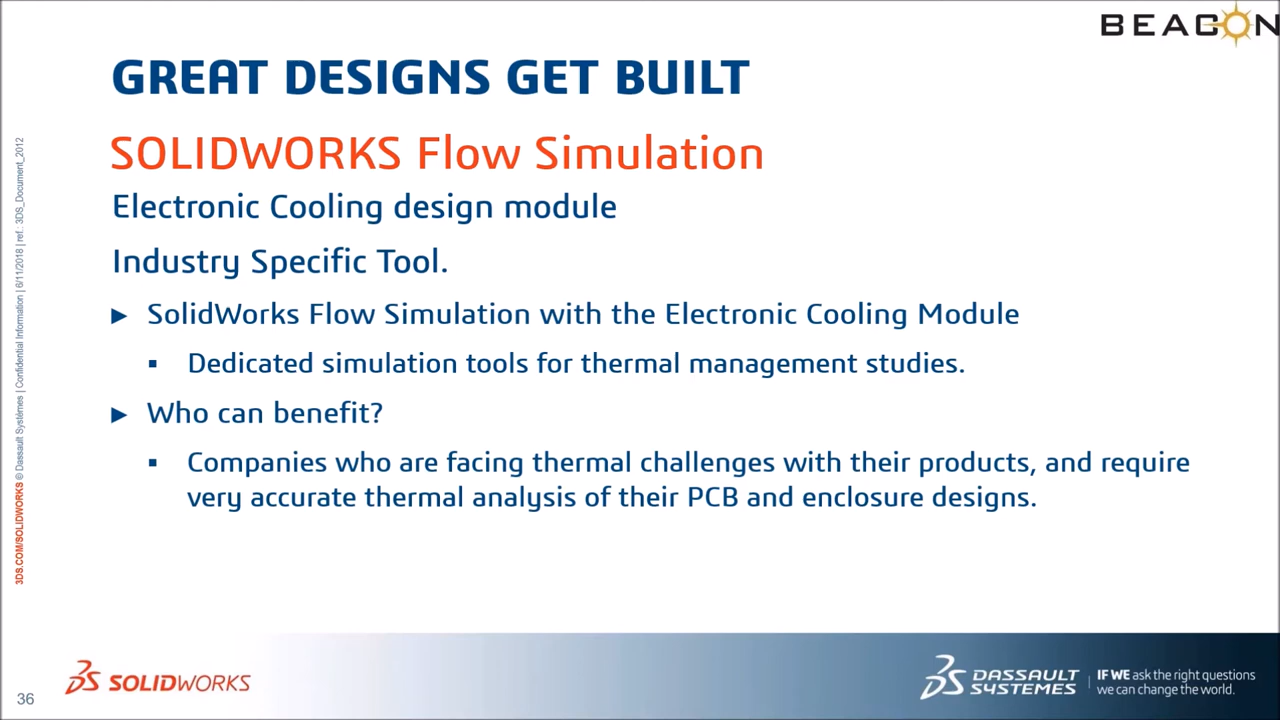 BEACON
GREAT DESIGNS GET BUILT
SOLIDWORKS Flow Simulation
Electronic Cooling design module
Industry Specific Tool.
► SolidWorks Flow Simulation with the Electronic Cooling Module
▪ Dedicated simulation tools for thermal management studies.
► Who can benefit?
▪ Companies who are facing thermal challenges with their products, and require
very accurate thermal analysis of their PCB and enclosure designs.
3DS.COM/SOLIDWORKS © Dassault Systèmes | Confidential Information | 6/11/2018 | ref.: 3DS_Document_2012
36
SOLIDWORKS
DASSAULT
SYSTEMES
IF WE ask the right questions
we can change the world.